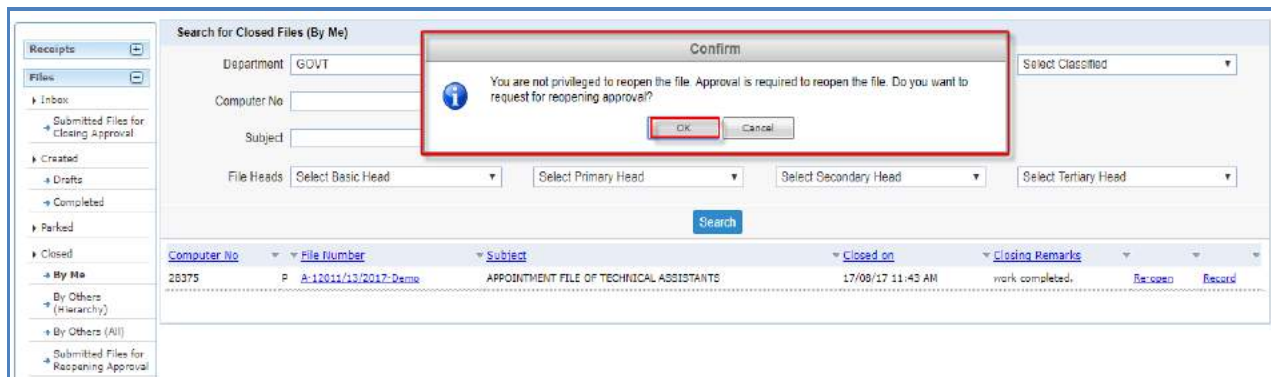 Receipts
Files
Inbox
Submitted Files for
Closing Approval
Created
Drafts
Completed
Parked
Closed
By Me
By Others
(Hierarchy)
By Others (All)
Submitted Files for
Reopening Approval
Search for Closed Files (By Me)
Department GOVT
Select Classified
Computer No
Subject
File Heads Select Basic Head Select Primary Head Select Secondary Head Select Tertiary Head
Confirm
You are not privileged to reopen the file. Approval is required to reopen the file. Do you want to
request for reopening approval?
OK Cancel
Search
Computer No File Number Subject Closed on Closing Remarks
28375 P A-12011/13/2017-Demo APPOINTMENT FILE OF TECHNICAL ASSISTANTS 17/08/17 11:43 AM work completed. Re-open Record